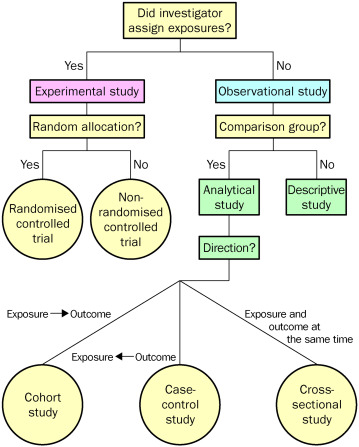 Did investigator
assign exposures?
Yes
No
Experimental study
Observational study
Random allocation?
Comparison group?
Yes
No
Yes
No
Randomised
controlled
trial
Non-
randomised
controlled
trial
Analytical
study
Descriptive
study
Direction?
Exposure → Outcome
Exposure and
outcome at
the same time
Exposure ← Outcome
Cohort
study
Case-
control
study
Cross-
sectional
study